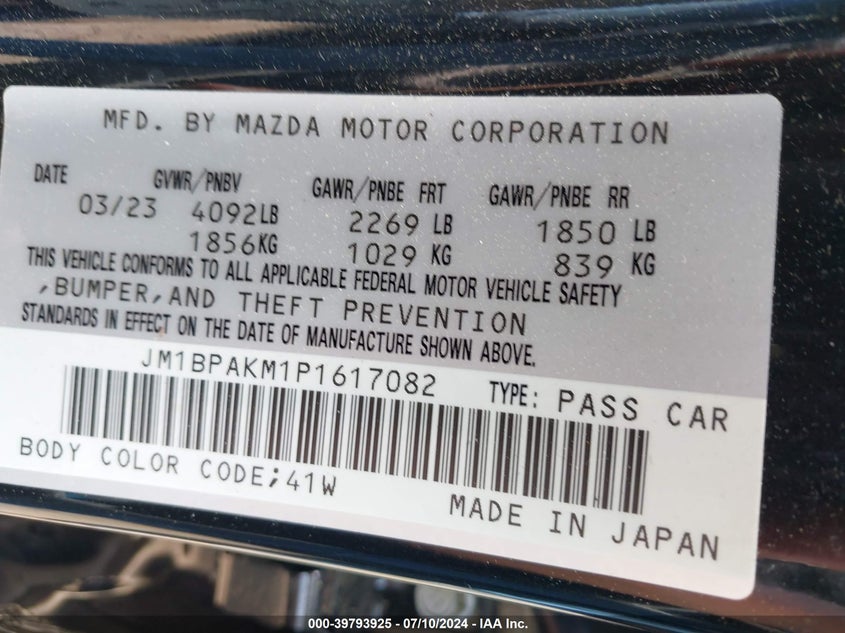 MFD. BY MAZDA MOTOR CORPORATION
DATE GVWR/PNBV GAWR/PNBE FRT GAWR/PNBE RR
03/23 4092LB 2269 LB 1850 LB
1856KG 1029 KG 839 KG
THIS VEHICLE CONFORMS TO ALL APPLICABLE FEDERAL MOTOR VEHICLE SAFETY
,BUMPER,AND THEFT PREVENTION
STANDARDS IN EFFECT ON THE DATE OF MANUFACTURE SHOWN ABOVE.
JM1BPAKM1P1617082 TYPE: PASS CAR
BODY COLOR CODE;41W
MADE IN JAPAN
000-39793925 - 07/10/2024 - © IAA Inc.